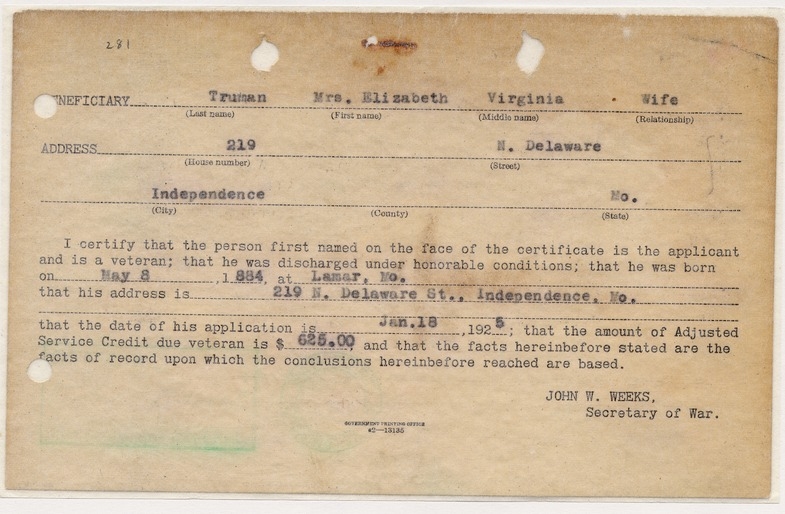 281
BENEFICIARY Truman Mrs. Elizabeth Virginia Wife
(Last name) (First name) (Middle name) (Relationship)
ADDRESS 219 N. Delaware
(House number) (Street)
Independence Mo.
(City) (County) (State)
I certify that the person first named on the face of the certificate is the applicant
and is a veteran; that he was discharged under honorable conditions; that he was born
on May 8, 1884, at Lamar, Mo.
that his address is 219 N. Delaware St., Independence, Mo.
that the date of his application is Jan.18, 1925; that the amount of Adjusted
Service Credit due veteran is $ 625.00, and that the facts hereinbefore stated are the
facts of record upon which the conclusions hereinbefore reached are based.
JOHN W. WEEKS,
Secretary of War.
GOVERNMENT PRINTING OFFICE
2—13135